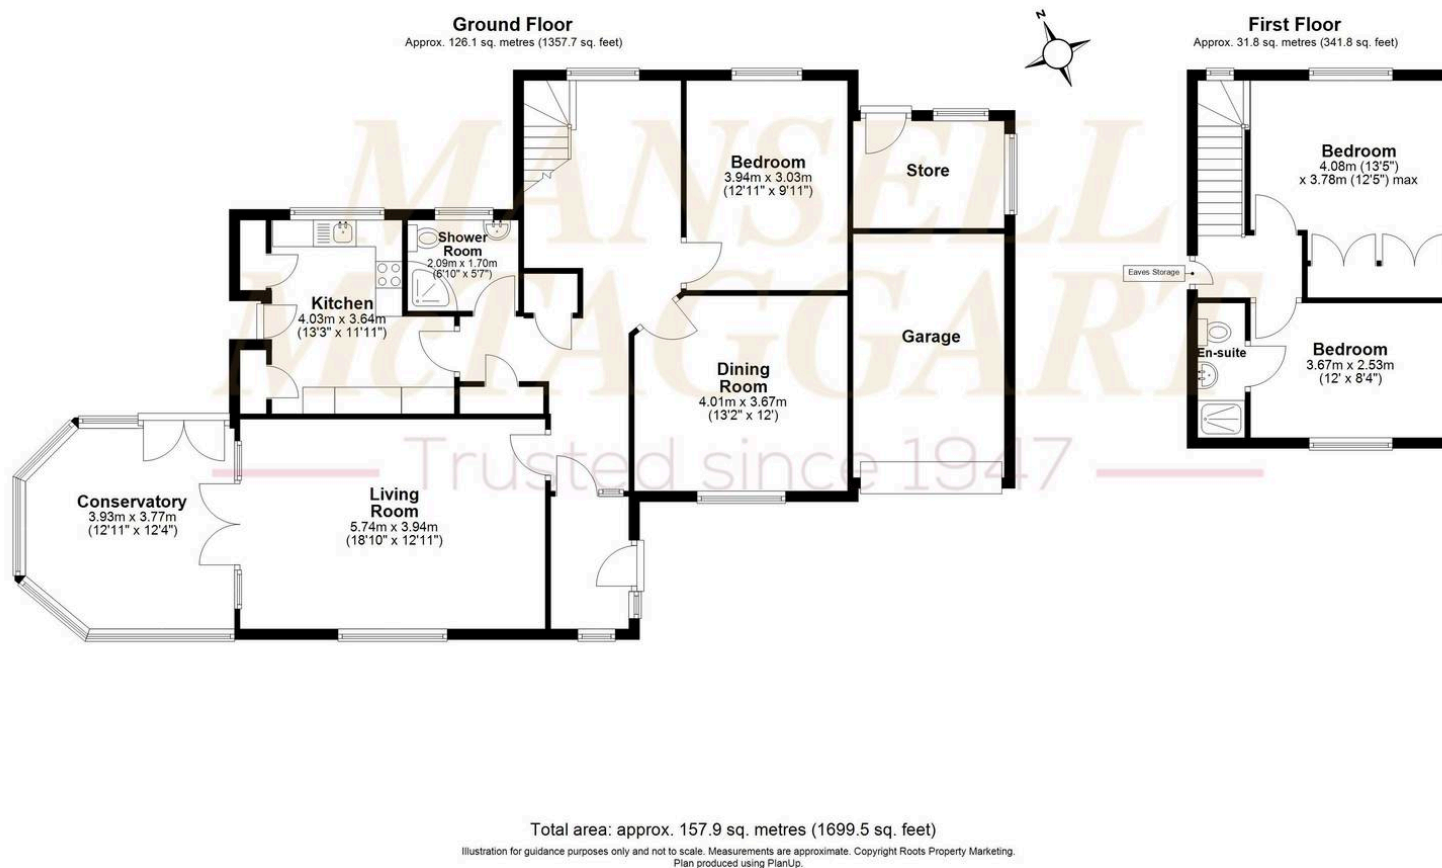 Ground Floor
Approx. 126.1 sq. metres (1357.7 sq. feet)
N
First Floor
Approx. 31.8 sq. metres (341.8 sq. feet)
MANSELL
McTAGGART
Trusted since 1947
Bedroom
3.94m x 3.03m
(12'11" x 9'11")
Store
Shower
Room
2.09m x 1.70m
(6'10" x 5'7")
Kitchen
4.03m x 3.64m
(13'3" x 11'11")
Garage
Dining
Room
4.01m x 3.67m
(13'2" x 12')
Conservatory
3.93m x 3.77m
(12'11" x 12'4")
Living
Room
5.74m x 3.94m
(18'10" x 12'11")
Bedroom
4.08m (13'5")
x 3.78m (12'5") max
Eaves Storage
En-suite
Bedroom
3.67m x 2.53m
(12' x 8'4")
Total area: approx. 157.9 sq. metres (1699.5 sq. feet)
Illustration for guidance purposes only and not to scale. Measurements are approximate. Copyright Roots Property Marketing.
Plan produced using PlanUp.